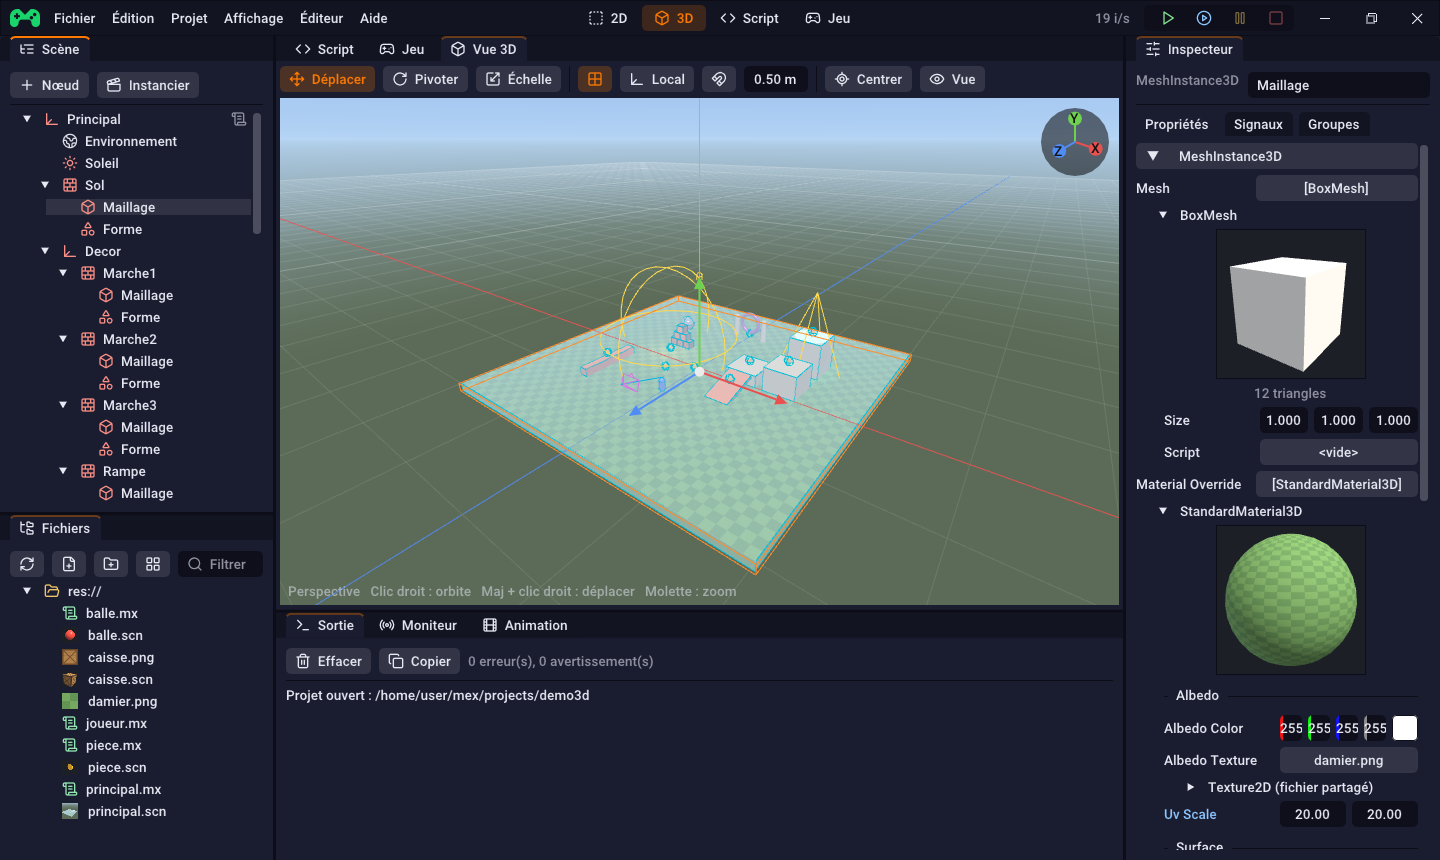 Fichier Édition Projet Affichage Éditeur Aide 2D 3D Script Jeu 19 i/s
Scène
Nœud Instancier
Principal
Environnement
Soleil
Sol
Maillage
Forme
Decor
Marche1
Maillage
Forme
Marche2
Maillage
Forme
Marche3
Maillage
Forme
Rampe
Maillage
Fichiers
Filtrer
res://
balle.mx
balle.scn
caisse.png
caisse.scn
damier.png
joueur.mx
piece.mx
piece.scn
principal.mx
principal.scn
Script Jeu Vue 3D
Déplacer Pivoter Échelle Local 0.50 m Centrer Vue
Y
Z X
Perspective Clic droit : orbite Maj + clic droit : déplacer Molette : zoom
Sortie Moniteur Animation
Effacer Copier 0 erreur(s), 0 avertissement(s)
Projet ouvert : /home/user/mex/projects/demo3d
Inspecteur
MeshInstance3D Maillage
Propriétés Signaux Groupes
MeshInstance3D
Mesh [BoxMesh]
BoxMesh
12 triangles
Size 1.000 1.000 1.000
Script <vide>
Material Override [StandardMaterial3D]
StandardMaterial3D
Albedo
Albedo Color 255 255 255 255
Albedo Texture damier.png
Texture2D (fichier partagé)
Uv Scale 20.00 20.00
Surface